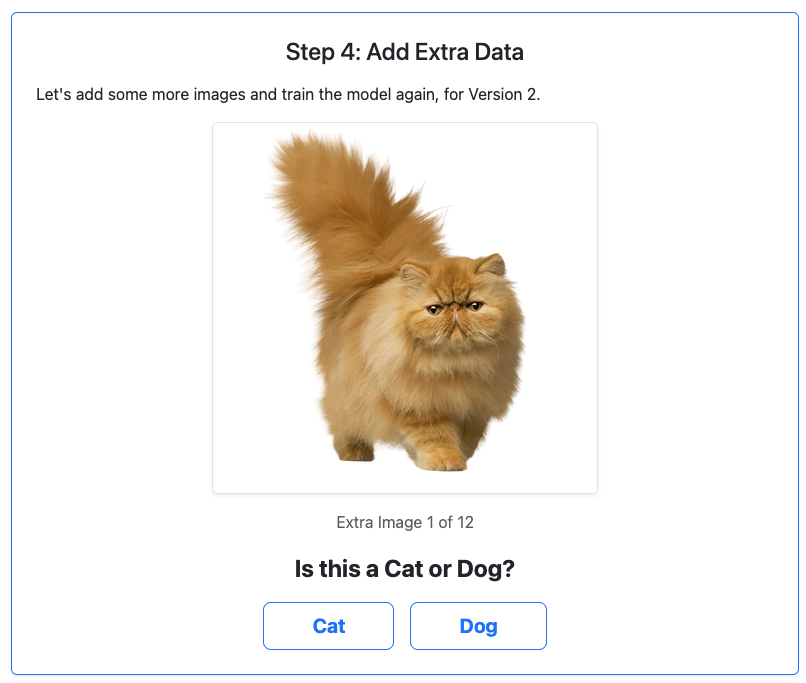 Step 4: Add Extra Data
Let's add some more images and train the model again, for Version 2.
Extra Image 1 of 12
Is this a Cat or Dog?
Cat
Dog